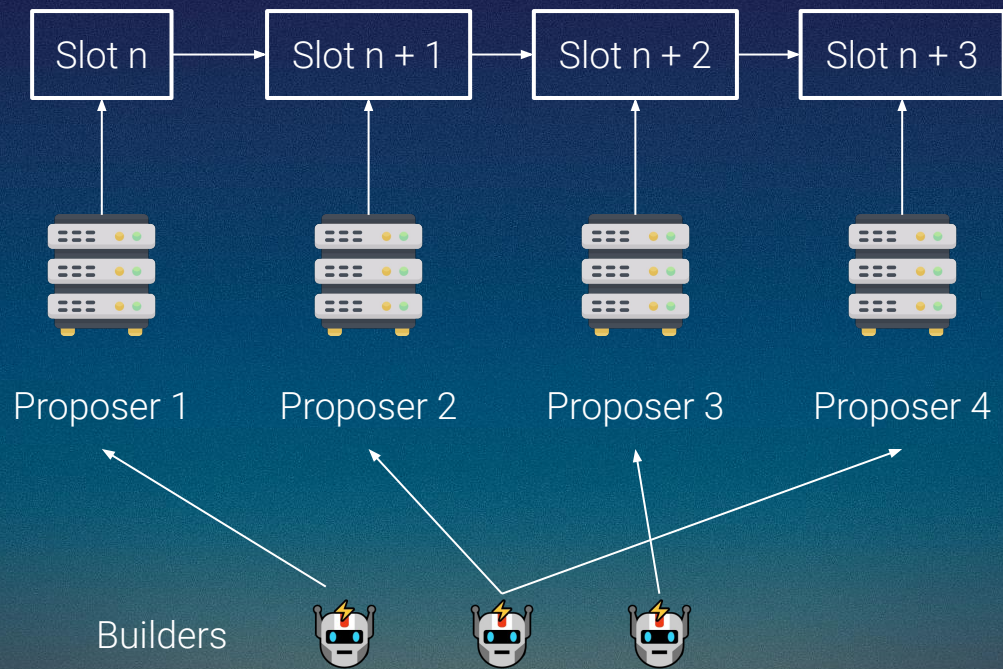 Slot n
Slot n + 1
Slot n + 2
Slot n + 3
Proposer 1
Proposer 2
Proposer 3
Proposer 4
Builders